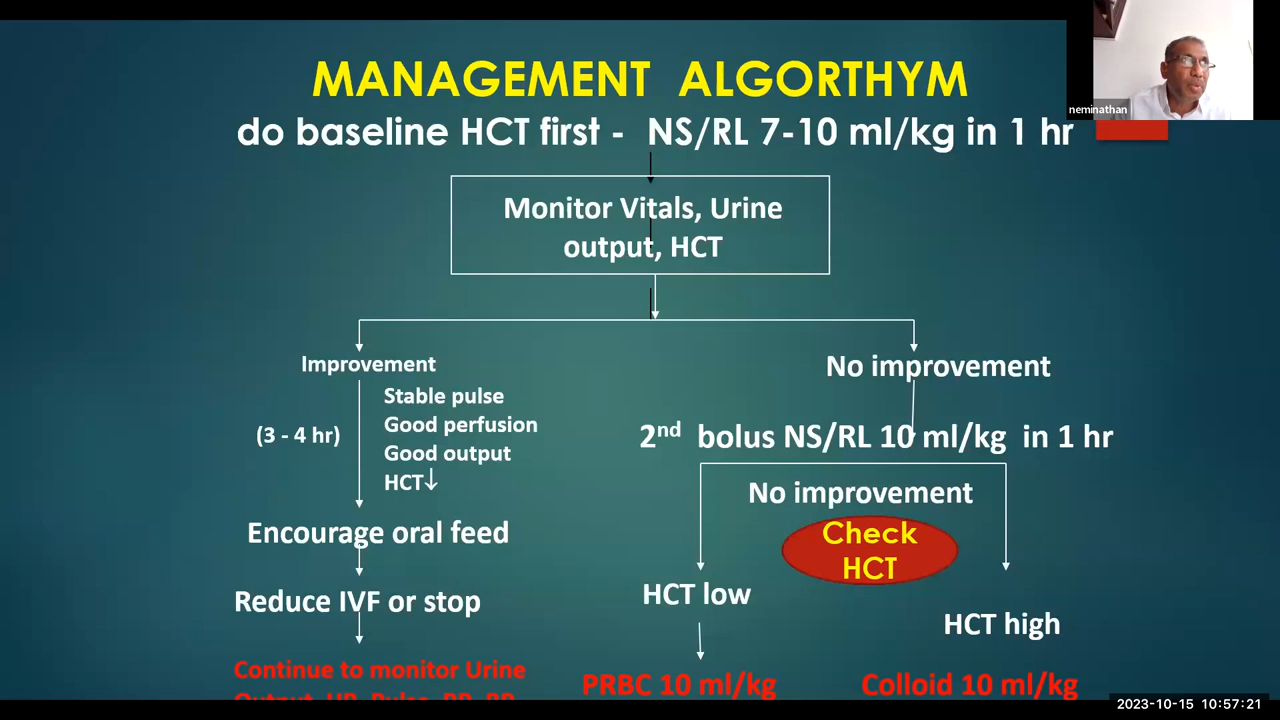 MANAGEMENT ALGORTHYM
neminathan
do baseline HCT first - NS/RL 7-10 ml/kg in 1 hr
Monitor Vitals, Urine
output, HCT
Improvement
No improvement
Stable pulse
Good perfusion
(3 - 4 hr)
Good output
HCT↓
2nd bolus NS/RL 10 ml/kg in 1 hr
No improvement
Encourage oral feed
Check
HCT
Reduce IVF or stop
HCT low
HCT high
Continue to monitor Urine
PRBC 10 ml/kg
Colloid 10 ml/kg
2023-10-15 10:57:21